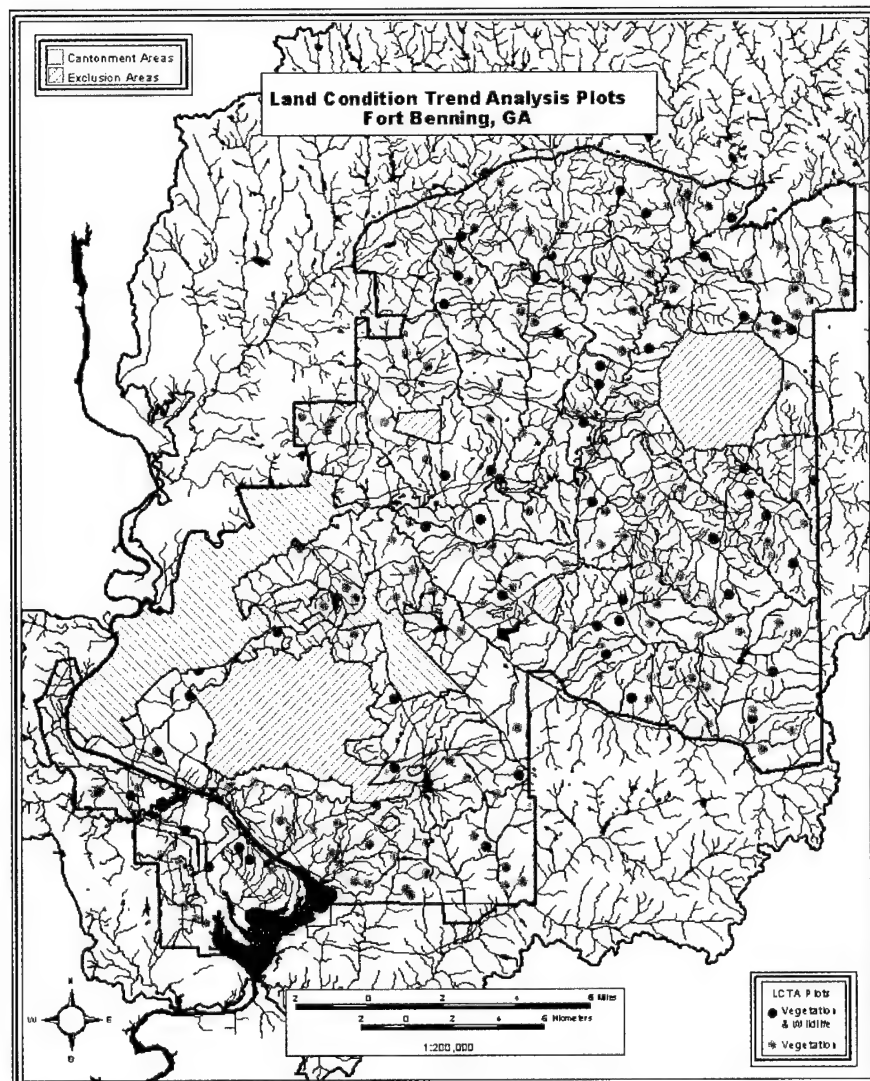 Cantonment Areas
Exclusion Areas
Land Condition Trend Analysis Plots
Fort Benning, GA
2 0 2 4 6 Miles
2 0 2 4 6 Kilometers
1:200,000
N
W E
S
LCTA Plots
Vegetation
& Wildlife
Vegetation